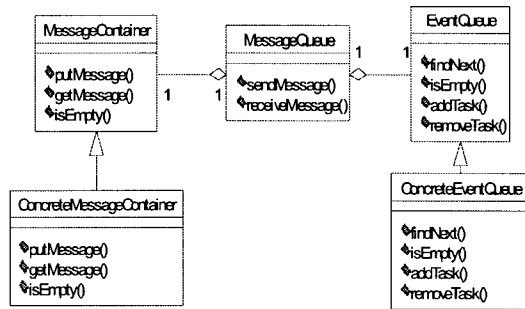 MessageContainer
putMessage()
getMessage()
isEmpty()
1
1
MessageQueue
sendMessage()
receiveMessage()
1
1
EventQueue
findNext()
isEmpty()
addTask()
removeTask()
ConcreteMessageContainer
putMessage()
getMessage()
isEmpty()
ConcreteEventQueue
findNext()
isEmpty()
addTask()
removeTask()